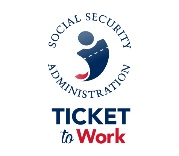 SOCIAL SECURITY
ADMINISTRATION
TICKET
to Work